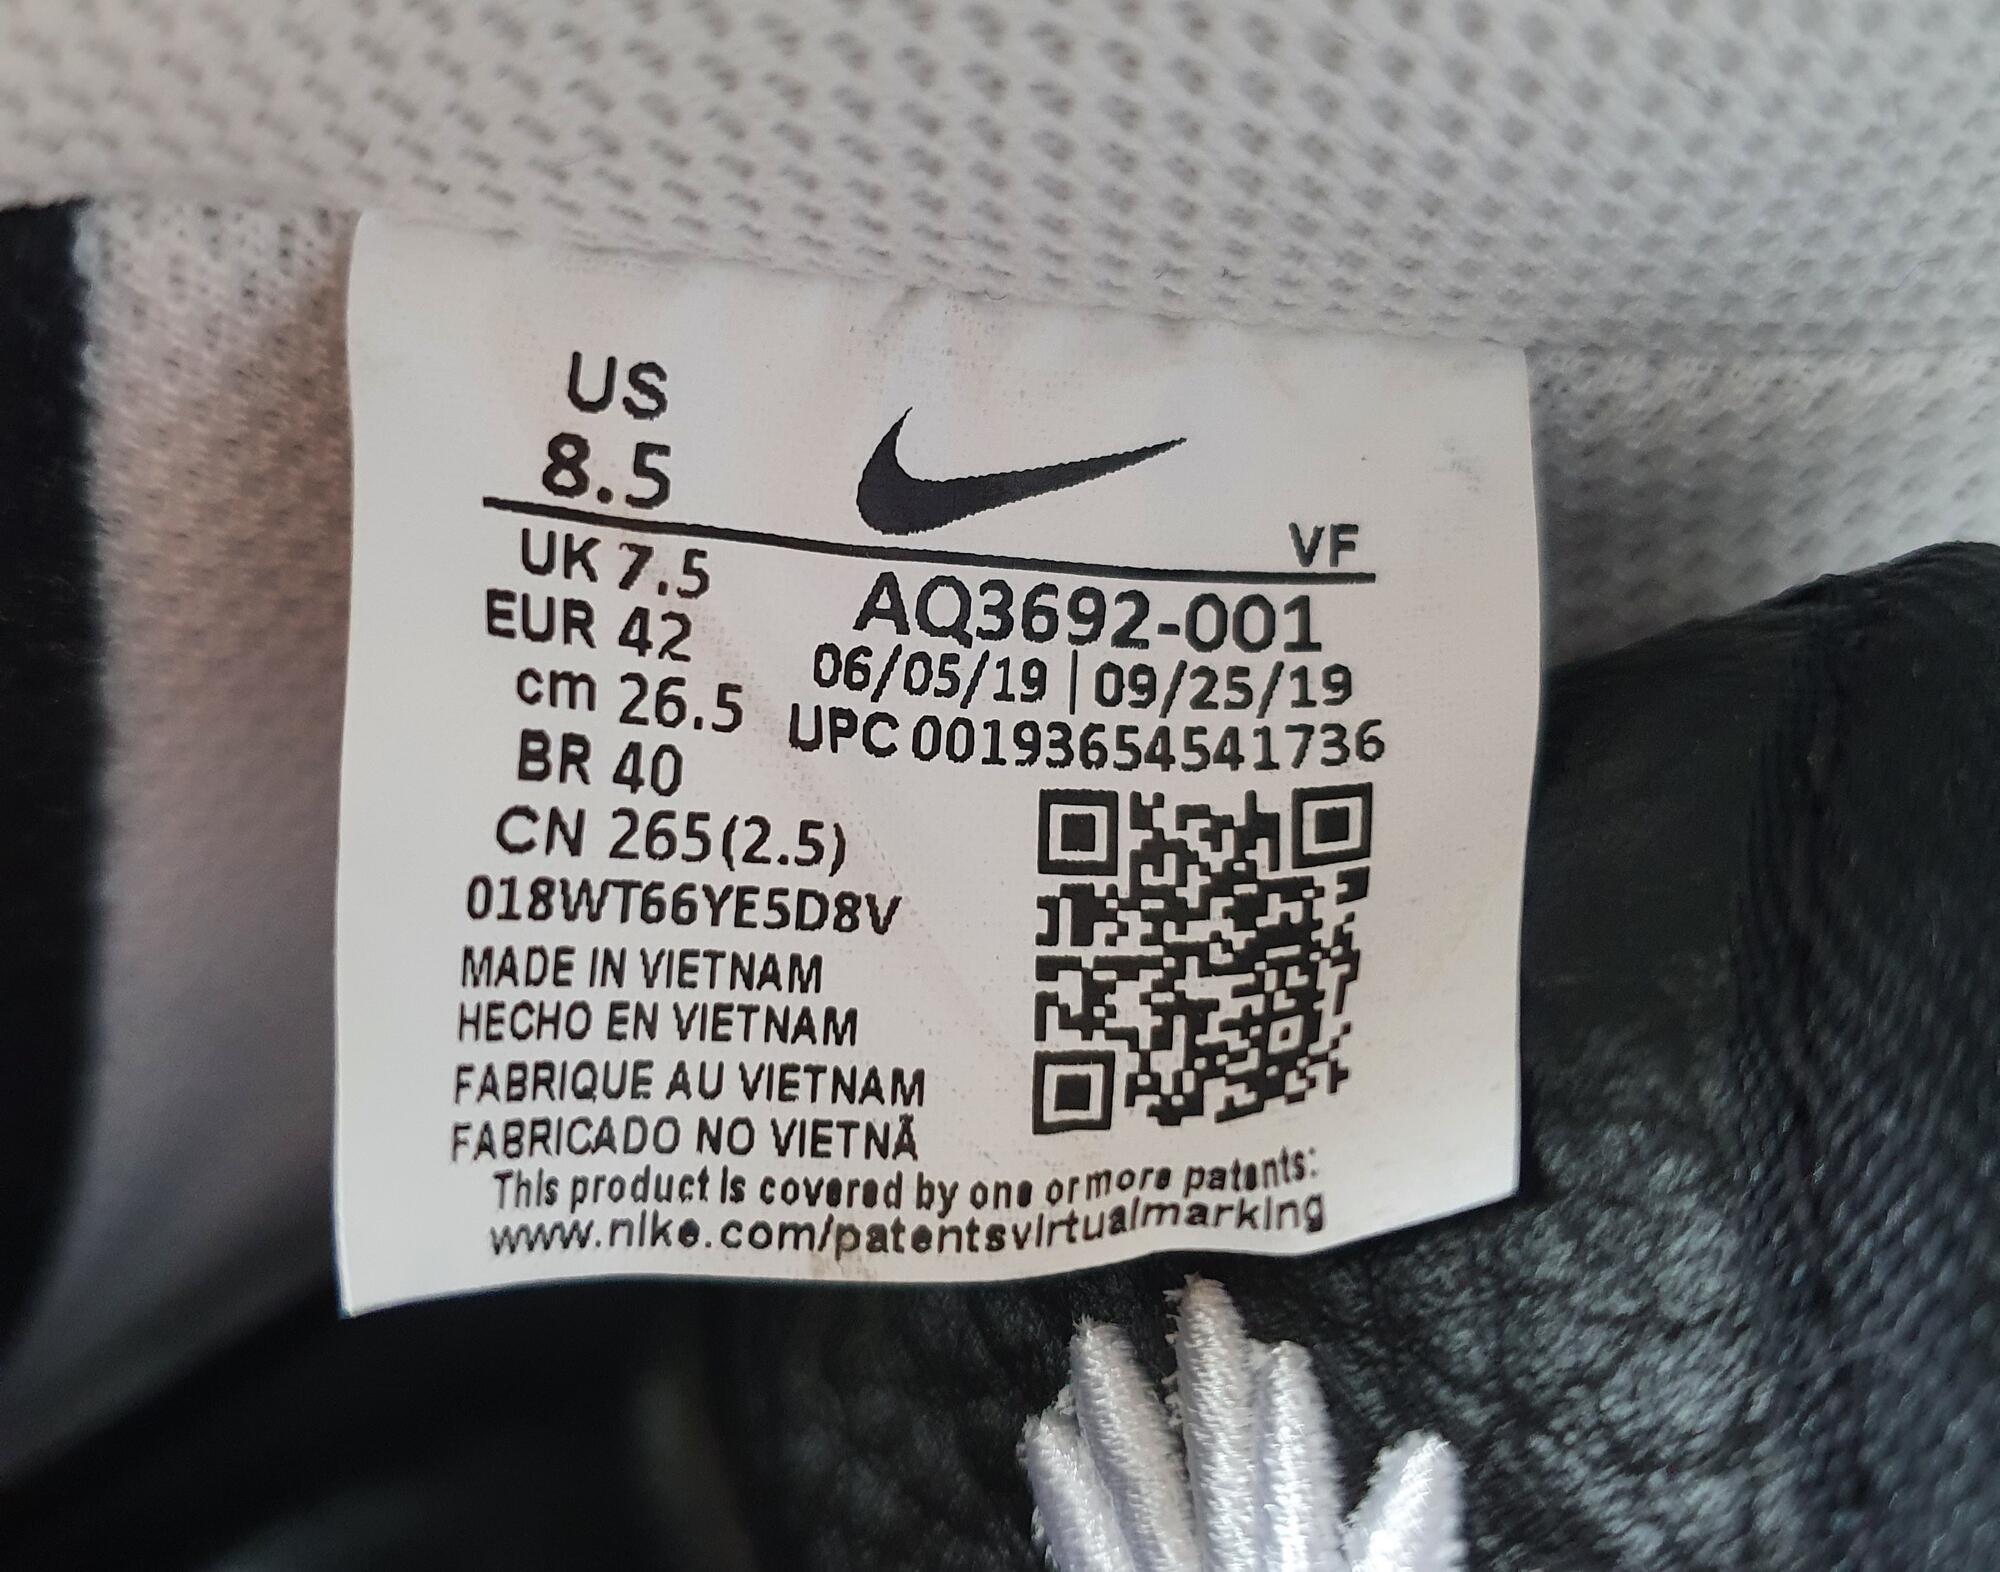 US
8.5
VF
UK 7.5
EUR 42
cm 26.5
BR 40
CN 265(2.5)
AQ3692-001
06/05/19 | 09/25/19
UPC 00193654541736
018WT66YE5D8V
MADE IN VIETNAM
HECHO EN VIETNAM
FABRIQUE AU VIETNAM
FABRICADO NO VIETNÃ
This product is covered by one or more patents:
www.nike.com/patentsvirtualmarking